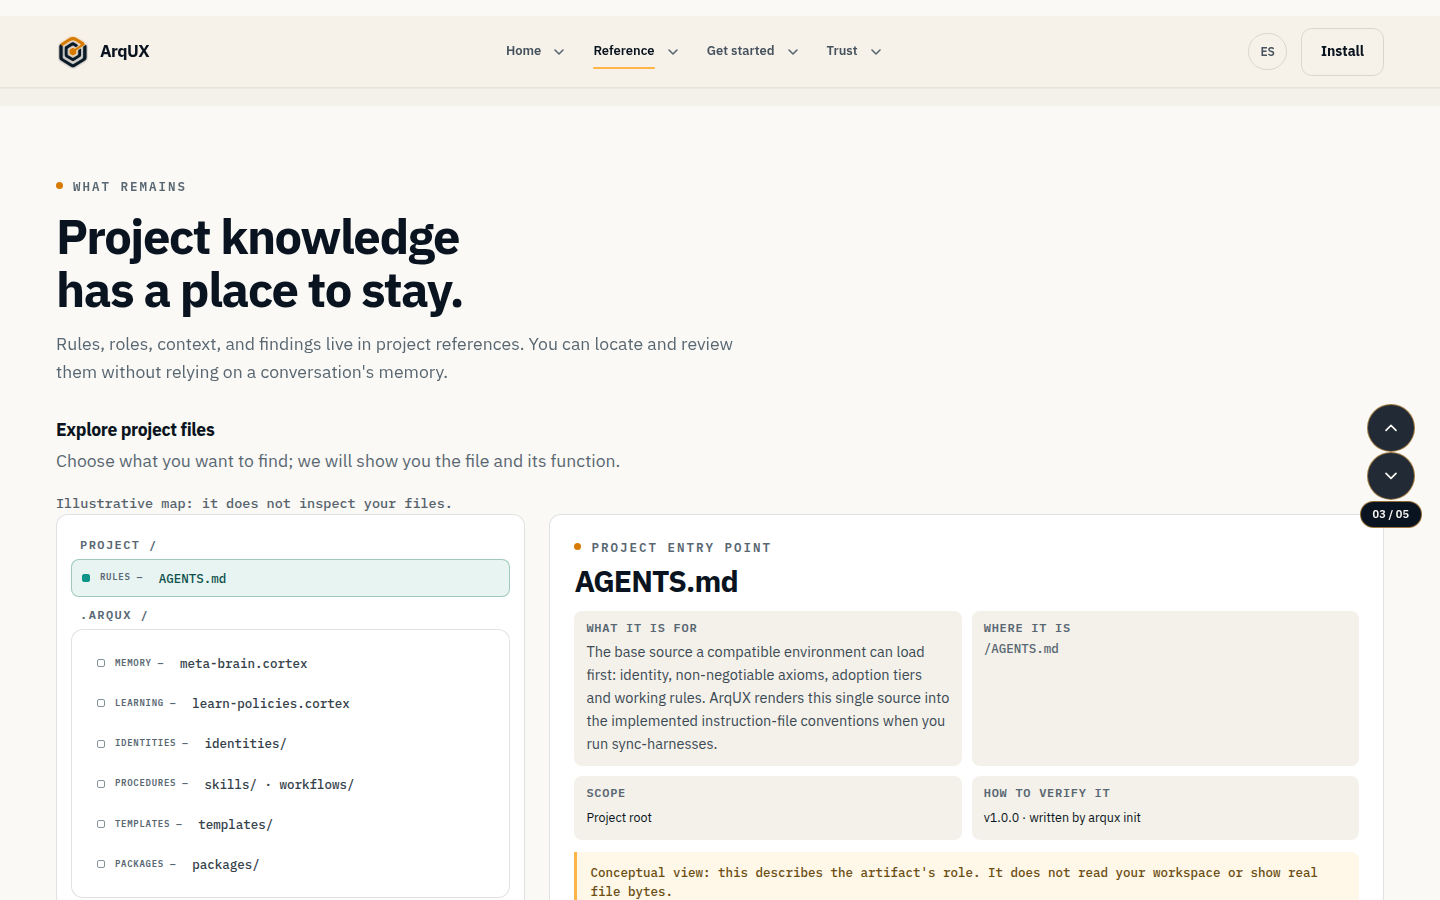 ArqUX
Home
Reference
Get started
Trust
ES
Install
WHAT REMAINS
Project knowledge
has a place to stay.
Rules, roles, context, and findings live in project references. You can locate and review
them without relying on a conversation's memory.
Explore project files
Choose what you want to find; we will show you the file and its function.
Illustrative map: it does not inspect your files.
03 / 05
PROJECT /
RULES – AGENTS.md
.ARQUX /
MEMORY – meta-brain.cortex
LEARNING – learn-policies.cortex
IDENTITIES – identities/
PROCEDURES – skills/ · workflows/
TEMPLATES – templates/
PACKAGES – packages/
PROJECT ENTRY POINT
AGENTS.md
WHAT IT IS FOR
The base source a compatible environment can load
first: identity, non-negotiable axioms, adoption tiers
and working rules. ArqUX renders this single source into
the implemented instruction-file conventions when you
run sync-harnesses.
WHERE IT IS
/AGENTS.md
SCOPE
Project root
HOW TO VERIFY IT
v1.0.0 · written by arqux init
Conceptual view: this describes the artifact's role. It does not read your workspace or show real
file bytes.